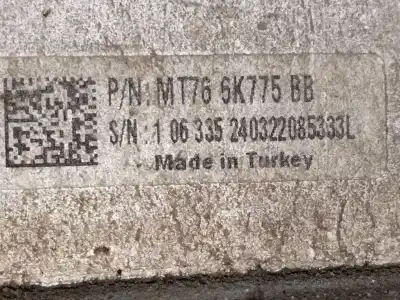 P/N: MT76 6K775 BB
S/N: 1 06 335 240322085333L
Made in Turkey